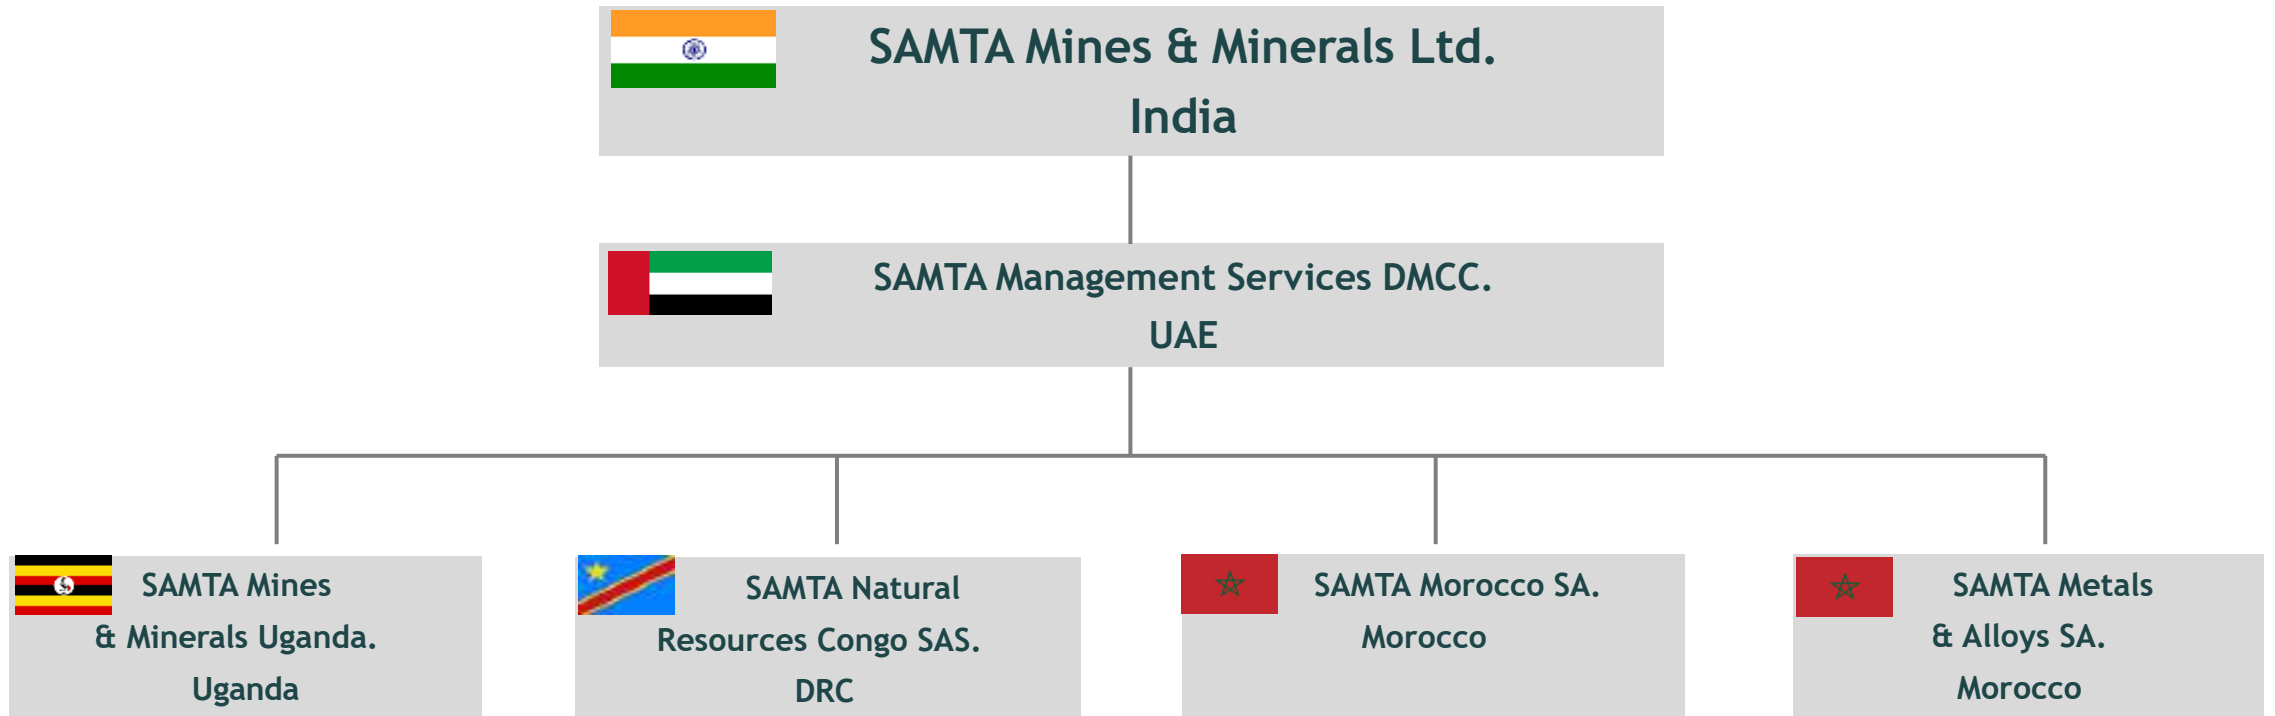 SAMTA Mines & Minerals Ltd.
India
SAMTA Management Services DMCC.
UAE
SAMTA Mines
& Minerals Uganda.
Uganda
SAMTA Natural
Resources Congo SAS.
DRC
SAMTA Morocco SA.
Morocco
SAMTA Metals
& Alloys SA.
Morocco